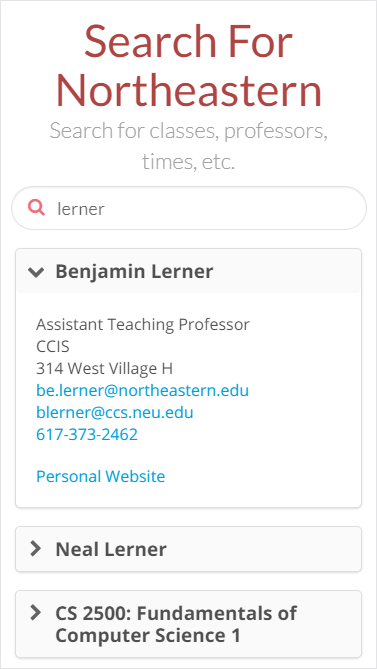 Search For
Northeastern
Search for classes, professors,
times, etc.
lerner
Benjamin Lerner
Assistant Teaching Professor
CCIS
314 West Village H
be.lerner@northeastern.edu
blerner@ccs.neu.edu
617-373-2462
Personal Website
Neal Lerner
CS 2500: Fundamentals of
Computer Science 1